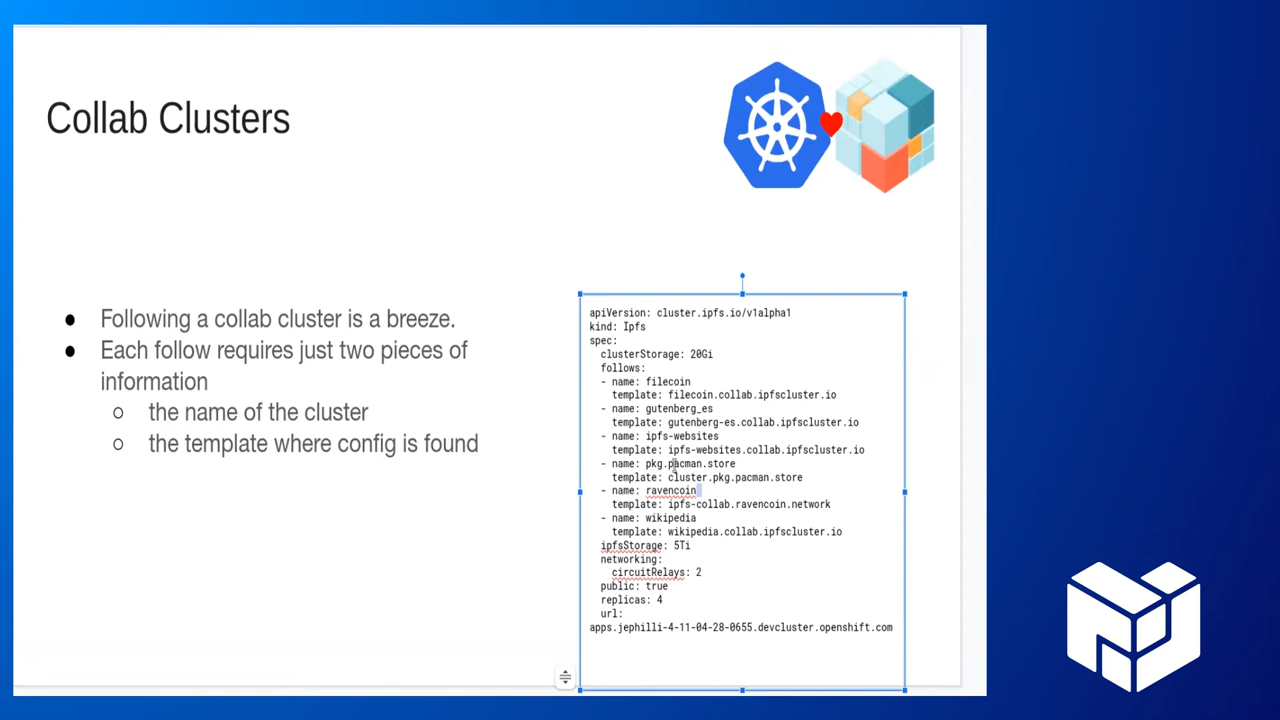 Collab Clusters
● Following a collab cluster is a breeze.
● Each follow requires just two pieces of
information
○ the name of the cluster
○ the template where config is found
apiVersion: cluster.ipfs.io/v1alpha1
kind: Ipfs
spec:
  clusterStorage: 20Gi
  follows:
  - name: filecoin
    template: filecoin.collab.ipfscluster.io
  - name: gutenberg_es
    template: gutenberg-es.collab.ipfscluster.io
  - name: ipfs-websites
    template: ipfs-websites.collab.ipfscluster.io
  - name: pkg.pacman.store
    template: cluster.pkg.pacman.store
  - name: ravencoin
    template: ipfs-collab.ravencoin.network
  - name: wikipedia
    template: wikipedia.collab.ipfscluster.io
  ipfsStorage: 5Ti
  networking:
    circuitRelays: 2
  public: true
  replicas: 4
  url:
apps.jephilli-4-11-04-28-0655.devcluster.openshift.com